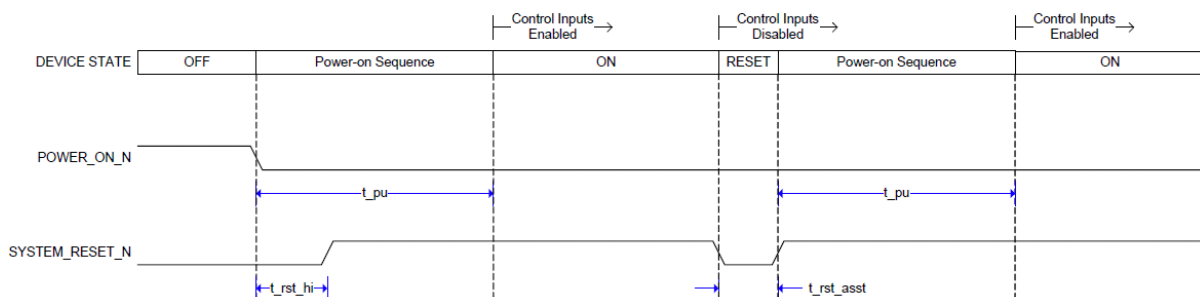 Control Inputs
Enabled
Control Inputs
Disabled
Control Inputs
Enabled
DEVICE STATE OFF Power-on Sequence ON RESET Power-on Sequence ON
POWER_ON_N
t_pu t_pu
SYSTEM_RESET_N
t_rst_hi t_rst_asst